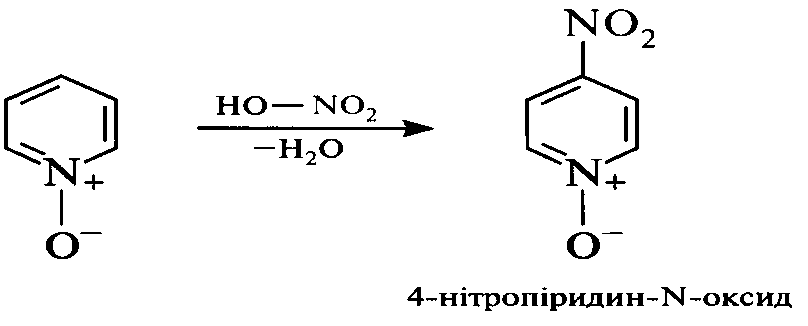 NO₂
HO—NO₂
−H₂O
N+
O−
N+
O−
4-нітропіридин-N-оксид